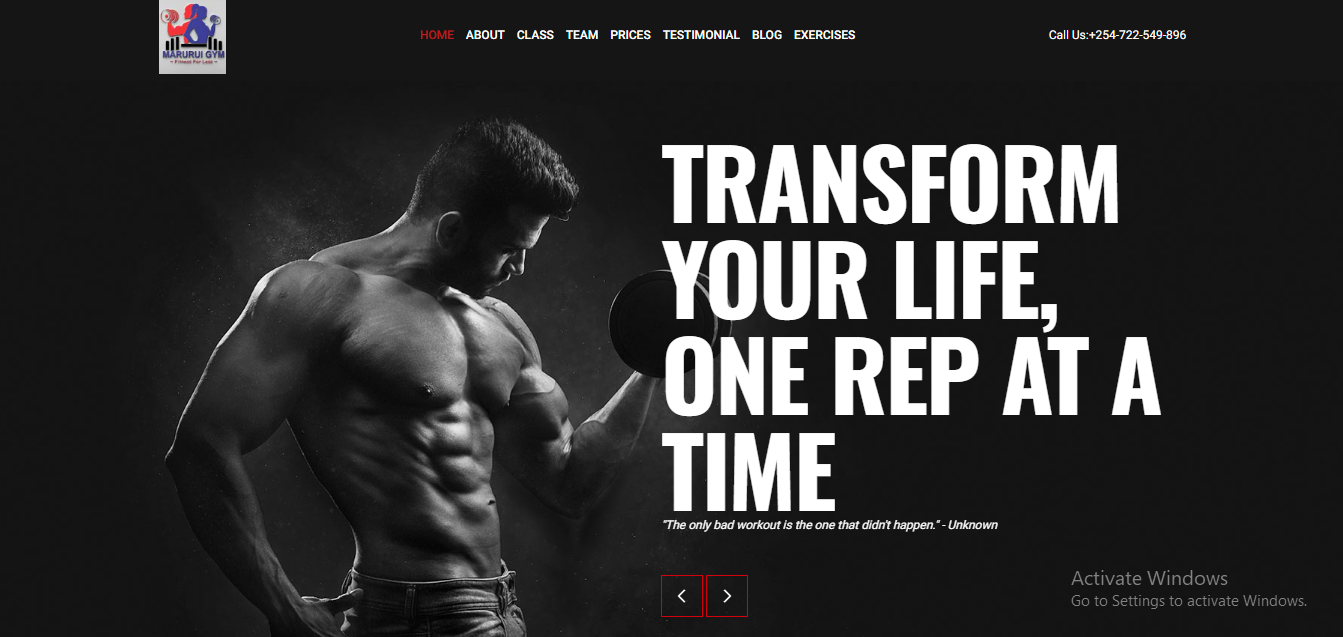 MARURUI GYM
~ Fitness For Less ~
HOME ABOUT CLASS TEAM PRICES TESTIMONIAL BLOG EXERCISES
Call Us:+254-722-549-896
TRANSFORM
YOUR LIFE,
ONE REP AT A
TIME
"The only bad workout is the one that didn't happen." - Unknown
Activate Windows
Go to Settings to activate Windows.